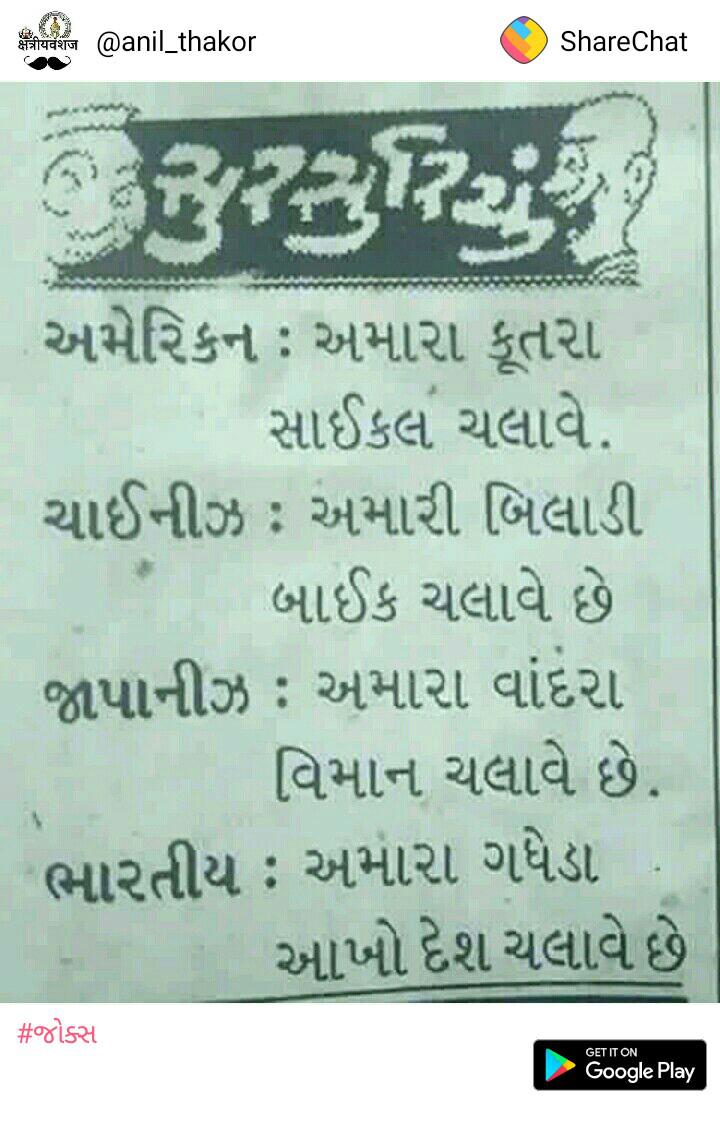 क्षत्रीयवंशज @anil_thakor ShareChat
સુરસુરિયું
અમેરિકન : અમારા કૂતરા
સાઈકલ ચલાવે.
ચાઈનીઝ : અમારી બિલાડી
બાઈક ચલાવે છે
જાપાનીઝ : અમારા વાંદરા
વિમાન ચલાવે છે.
ભારતીય : અમારા ગધેડા
આખો દેશ ચલાવે છે
#જોક્સ
GET IT ON
Google Play